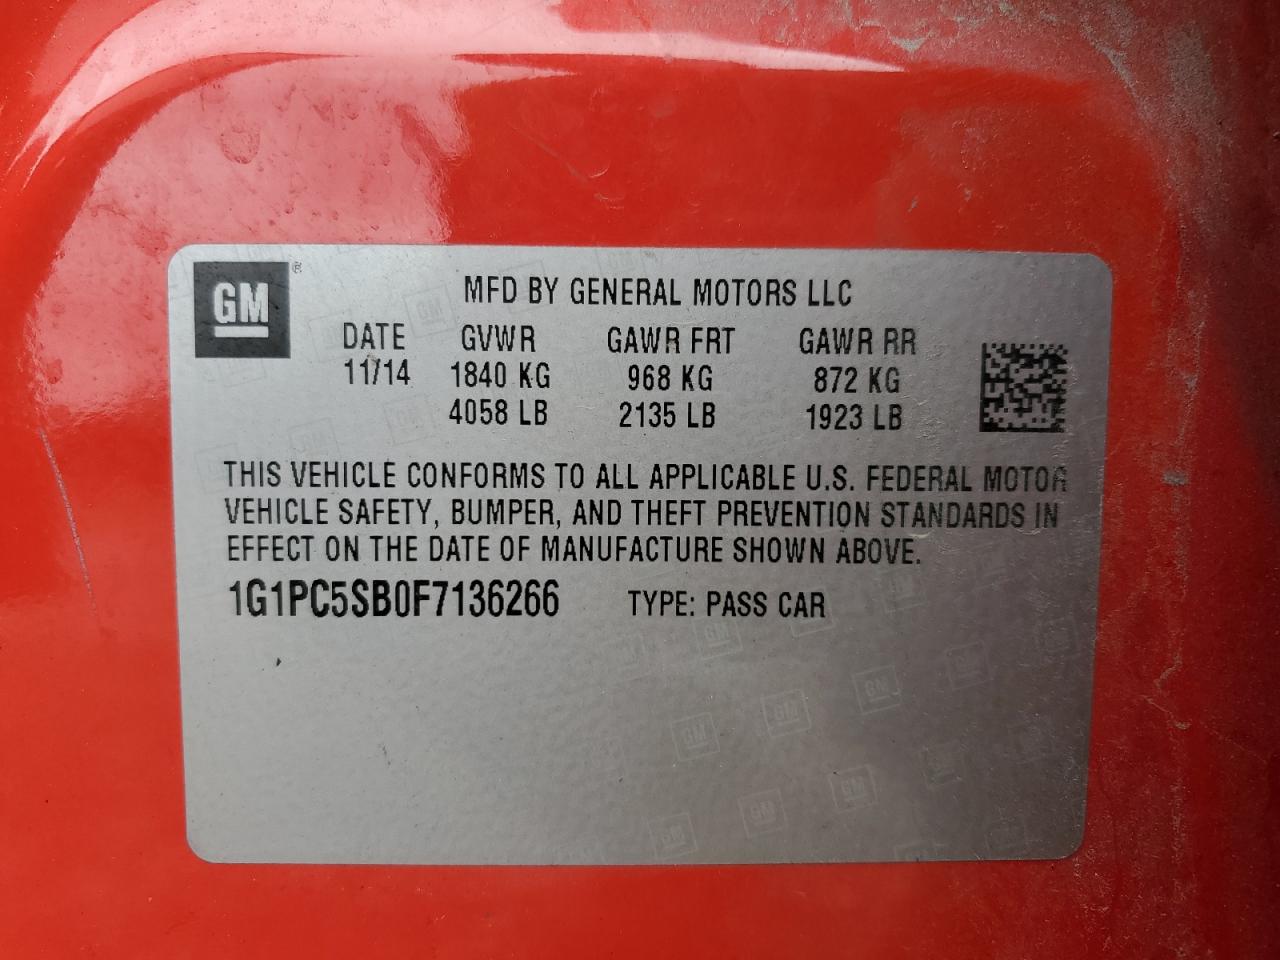 GM ®
MFD BY GENERAL MOTORS LLC
DATE GVWR GAWR FRT GAWR RR
11/14 1840 KG 968 KG 872 KG
4058 LB 2135 LB 1923 LB
THIS VEHICLE CONFORMS TO ALL APPLICABLE U.S. FEDERAL MOTOR
VEHICLE SAFETY, BUMPER, AND THEFT PREVENTION STANDARDS IN
EFFECT ON THE DATE OF MANUFACTURE SHOWN ABOVE.
1G1PC5SB0F7136266 TYPE: PASS CAR